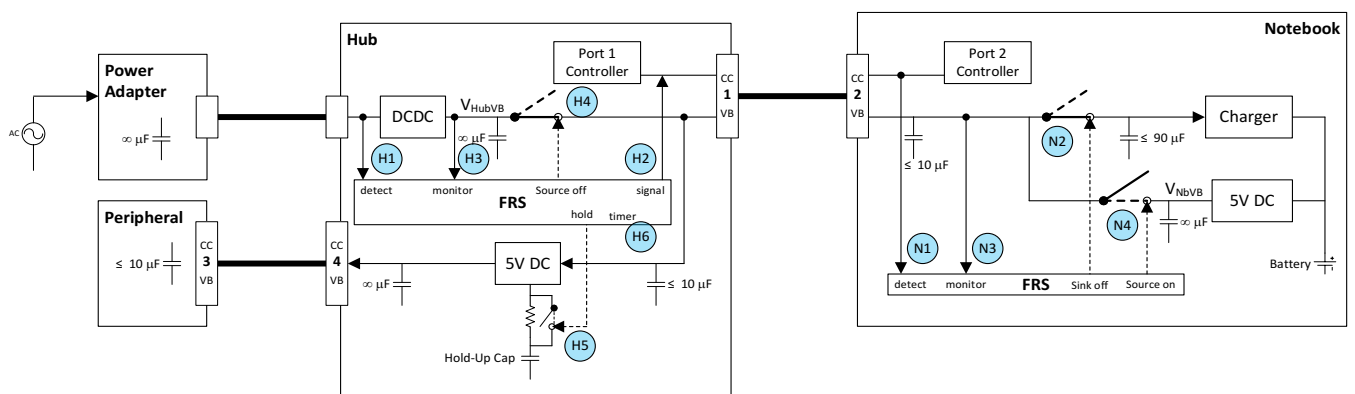 Hub
Notebook
Power
Adapter
AC
∞ µF
DCDC
V_HubVB
∞ µF
Port 1
Controller
H4
CC
1
VB
CC
2
VB
Port 2
Controller
≤ 10 µF
N2
≤ 90 µF
Charger
H1
H3
H2
detect
monitor
Source off
signal
FRS
hold
timer
H6
V_NbVB
∞ µF
5V DC
N4
N1
N3
Battery
detect
monitor
FRS
Sink off
Source on
Peripheral
≤ 10 µF
CC
3
VB
CC
4
VB
∞ µF
5V DC
≤ 10 µF
H5
Hold-Up Cap